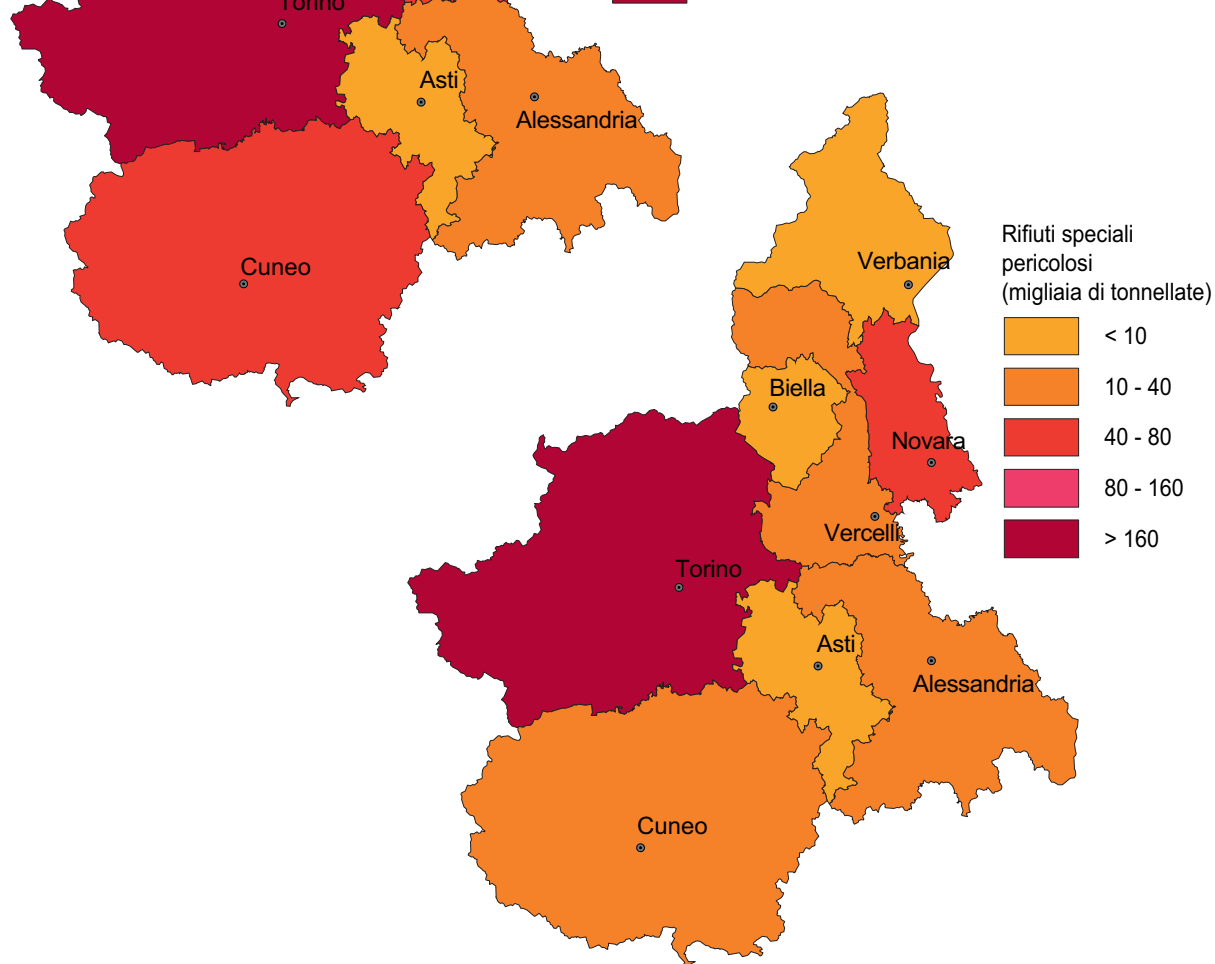 Torino
Asti
Alessandria
Cuneo
Verbania
Biella
Novara
Vercelli
Torino
Asti
Alessandria
Cuneo
Rifiuti speciali
pericolosi
(migliaia di tonnellate)
< 10
10 - 40
40 - 80
80 - 160
> 160